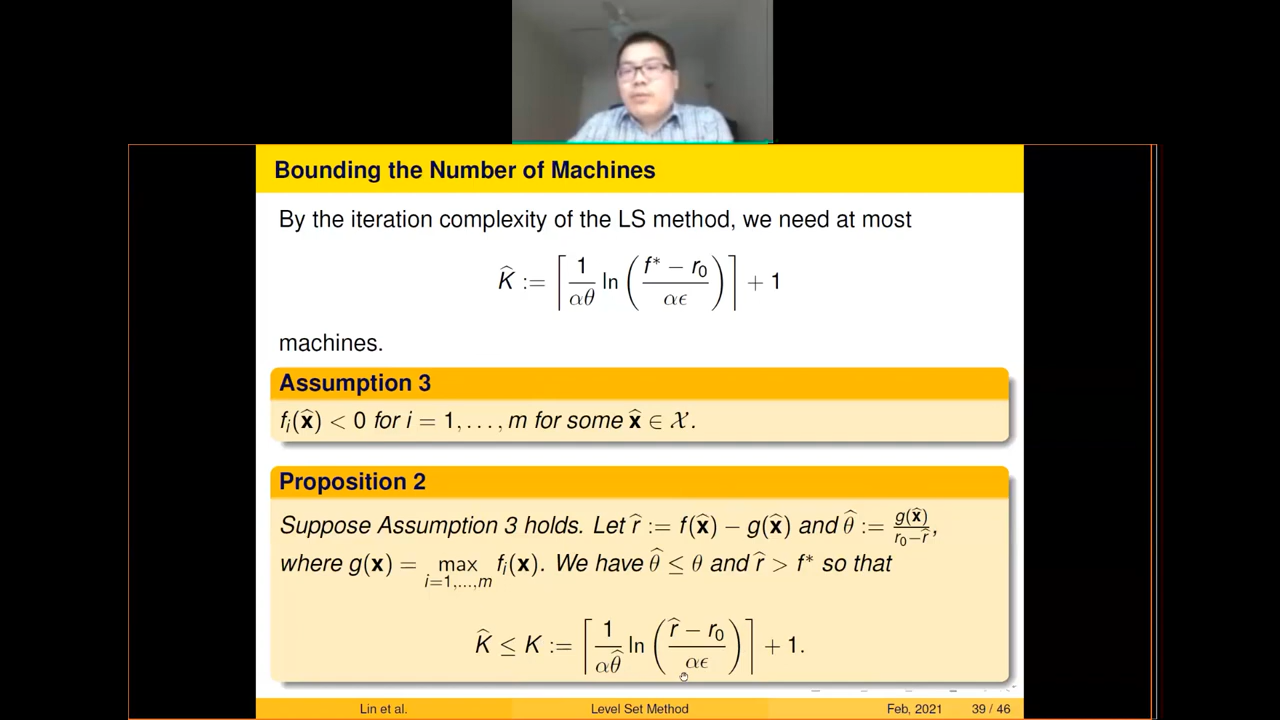 Bounding the Number of Machines
By the iteration complexity of the LS method, we need at most
K̂ := ⌈ 1/(αθ) ln ( (f* − r₀)/(αϵ) ) ⌉ + 1
machines.
Assumption 3
fᵢ(x̂) < 0 for i = 1, . . . , m for some x̂ ∈ 𝒳.
Proposition 2
Suppose Assumption 3 holds. Let r̂ := f(x̂) − g(x̂) and θ̂ := g(x̂)/(r₀−r̂),
where g(x) = max_{i=1,...,m} fᵢ(x). We have θ̂ ≤ θ and r̂ > f* so that
K̂ ≤ K := ⌈ 1/(αθ̂) ln ( (r̂ − r₀)/(αϵ) ) ⌉ + 1.
Lin et al. Level Set Method Feb, 2021 39 / 46